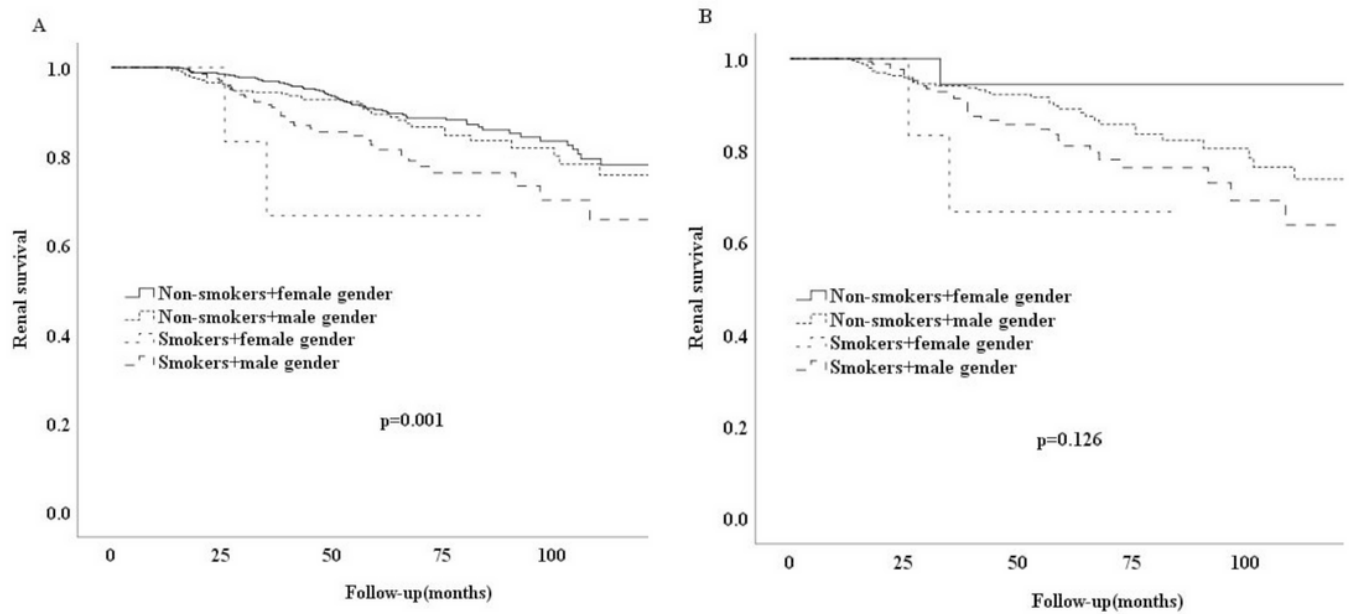 A
1.0
0.8
0.6
0.4
0.2
0.0
Renal survival
Non-smokers+female gender
Non-smokers+male gender
Smokers+female gender
Smokers+male gender
p=0.001
0 25 50 75 100
Follow-up(months)
B
1.0
0.8
0.6
0.4
0.2
0.0
Renal survival
Non-smokers+female gender
Non-smokers+male gender
Smokers+female gender
Smokers+male gender
p=0.126
0 25 50 75 100
Follow-up(months)